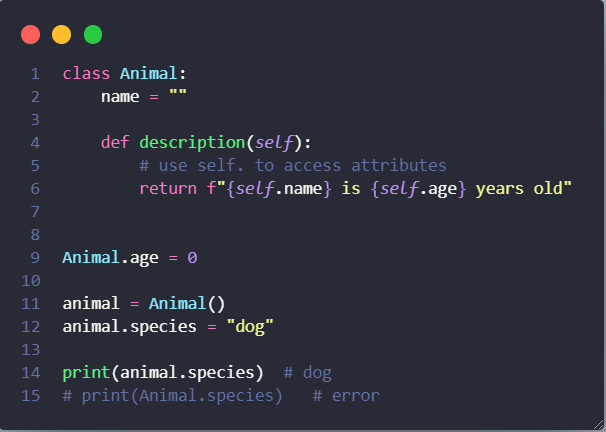 1 class Animal:
2     name = ""
3
4     def description(self):
5         # use self. to access attributes
6         return f"{self.name} is {self.age} years old"
7
8
9 Animal.age = 0
10
11 animal = Animal()
12 animal.species = "dog"
13
14 print(animal.species)  # dog
15 # print(Animal.species)   # error